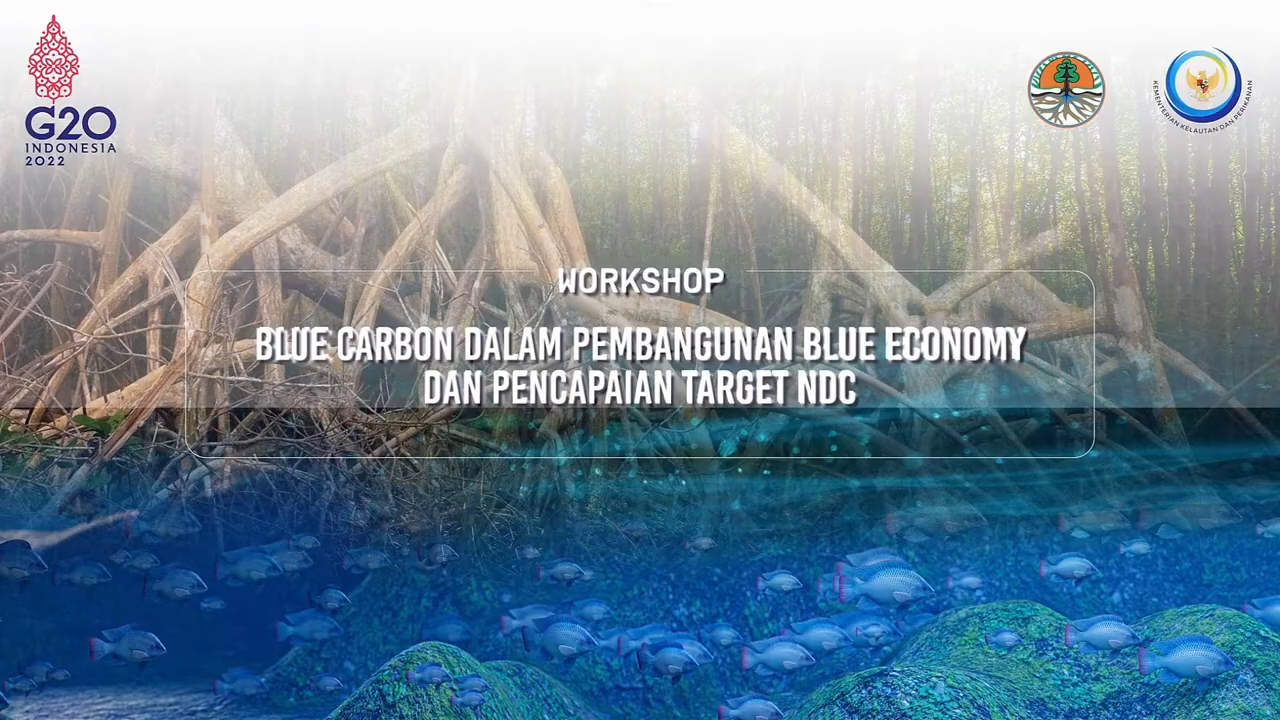 G20
INDONESIA
2022
KEMENTERIAN KELAUTAN DAN PERIKANAN
WORKSHOP
BLUE CARBON DALAM PEMBANGUNAN BLUE ECONOMY
DAN PENCAPAIAN TARGET NDC